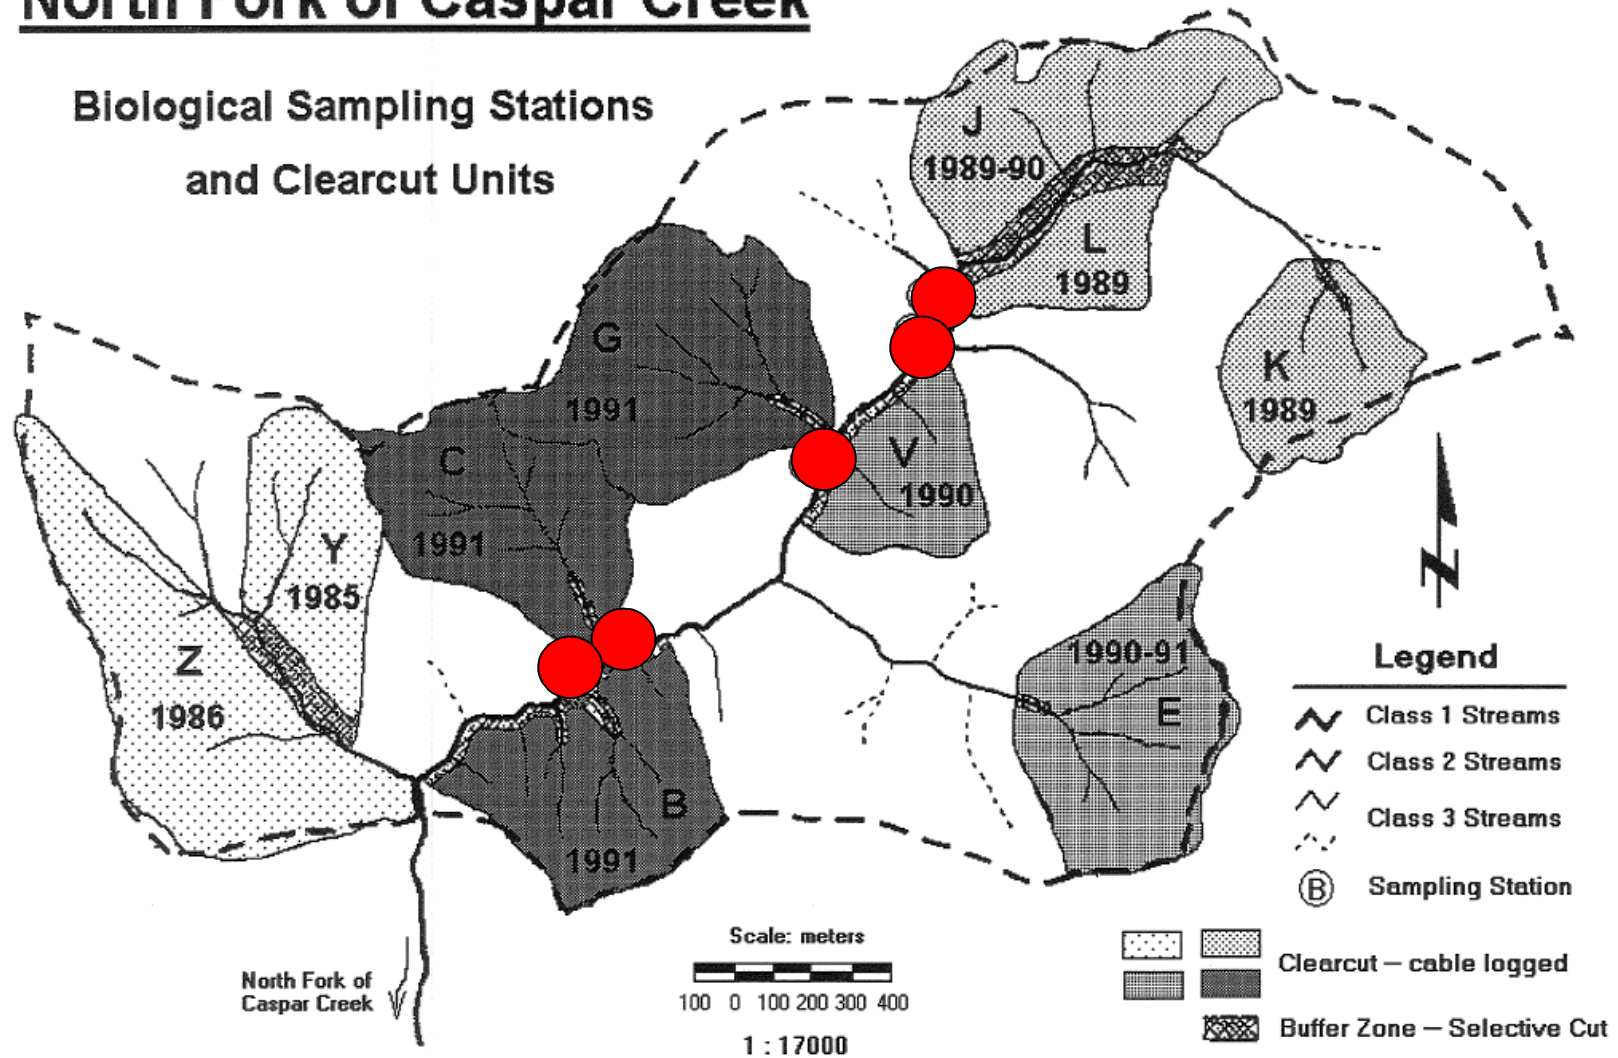 North Fork of Caspar Creek
Biological Sampling Stations
and Clearcut Units
J
1989-90
L
1989
G
1991
K
1989
C
1991
V
1990
Y
1985
Z
1986
1990-91
E
B
1991
Legend
Class 1 Streams
Class 2 Streams
Class 3 Streams
B Sampling Station
Clearcut – cable logged
Buffer Zone – Selective Cut
Scale: meters
100 0 100 200 300 400
1 : 17000
North Fork of
Caspar Creek
N